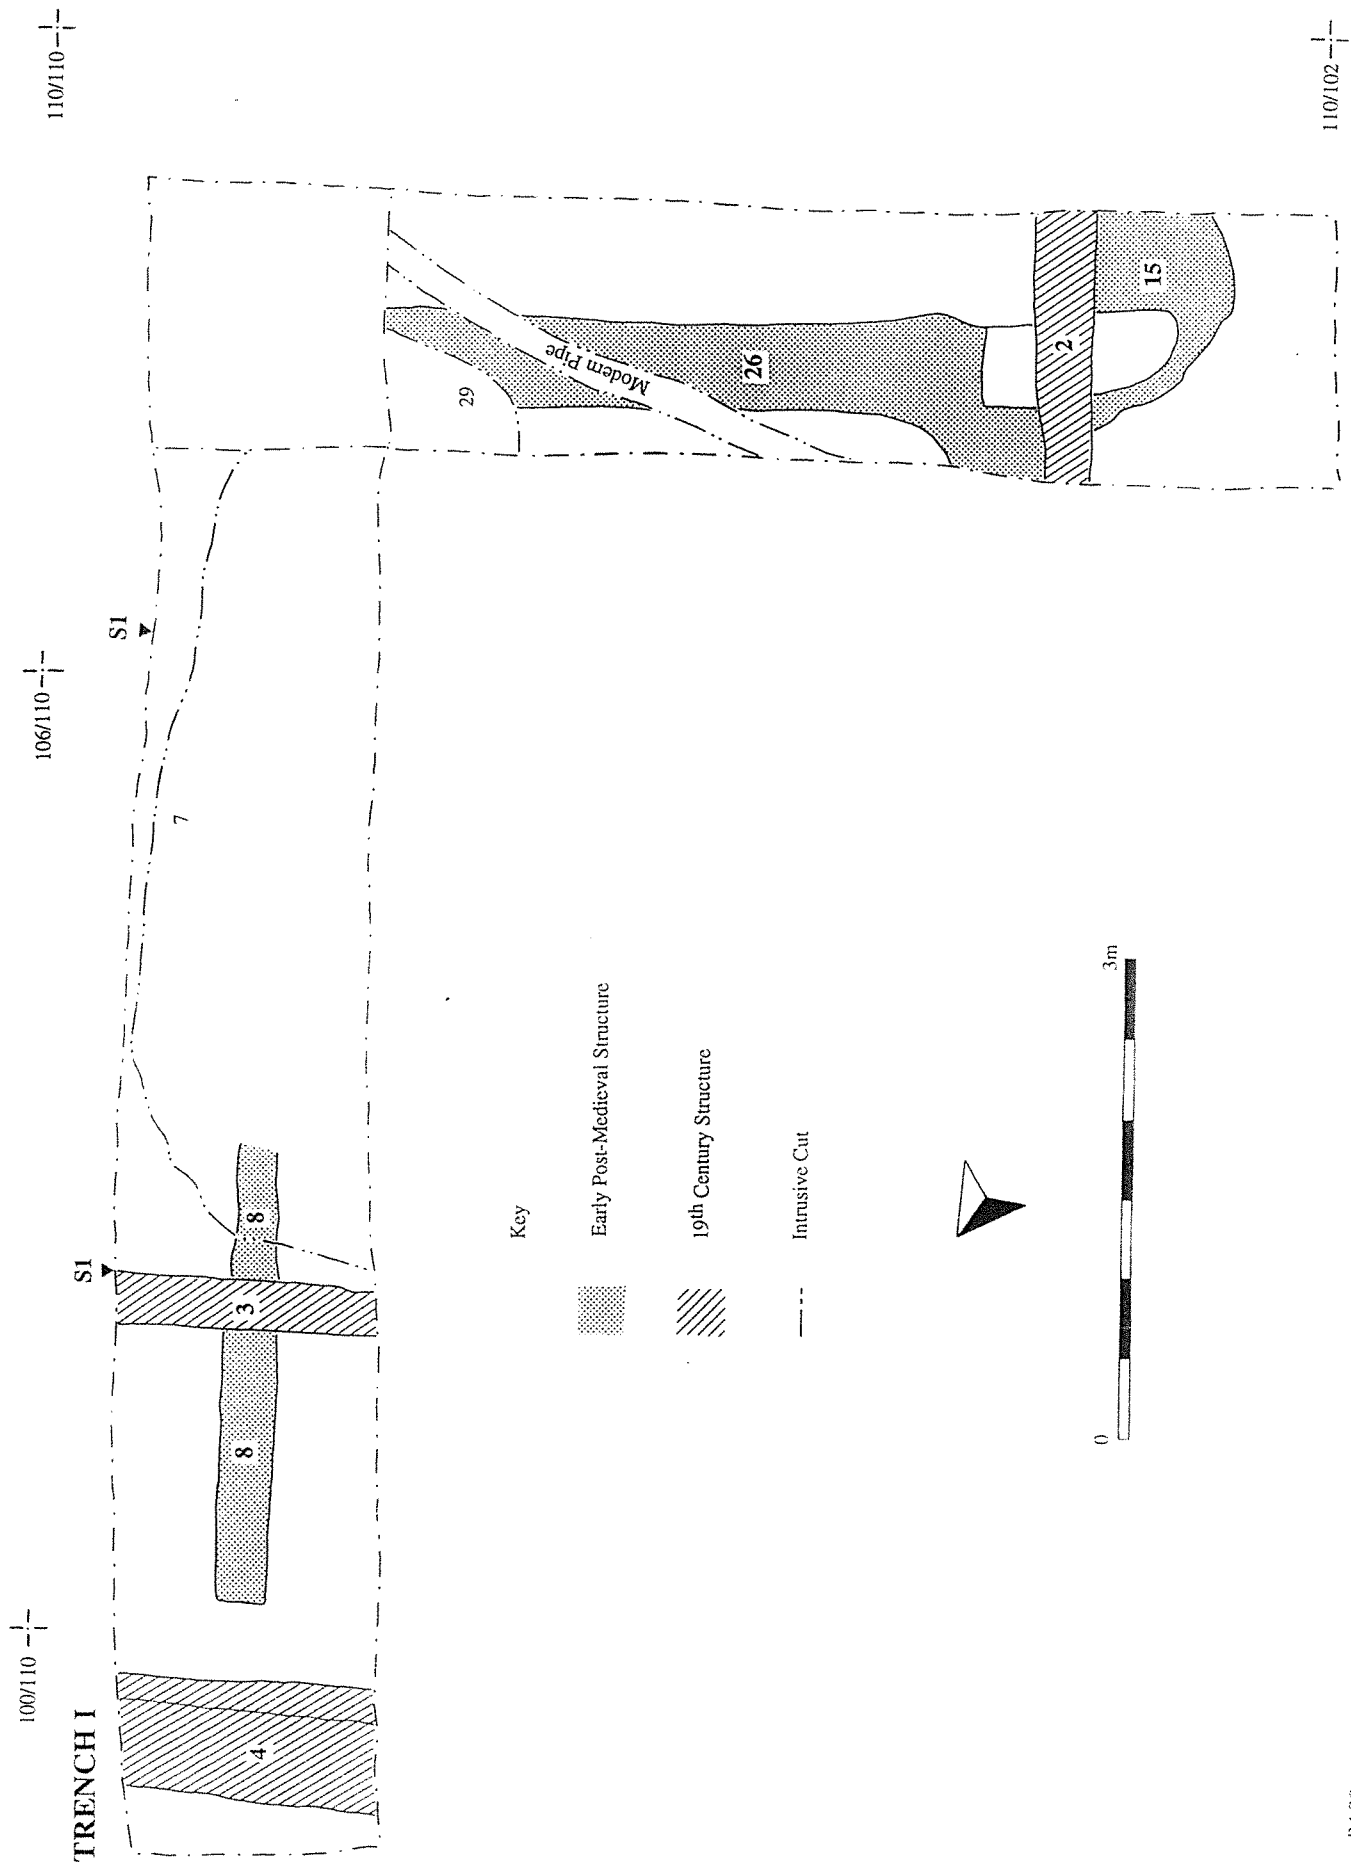 TRENCH I
100/110
106/110
110/110
110/102
S1
S1
4
8
3
8
7
29
Modern Pipe
26
2
15
Key
Early Post-Medieval Structure
19th Century Structure
Intrusive Cut
0
3m